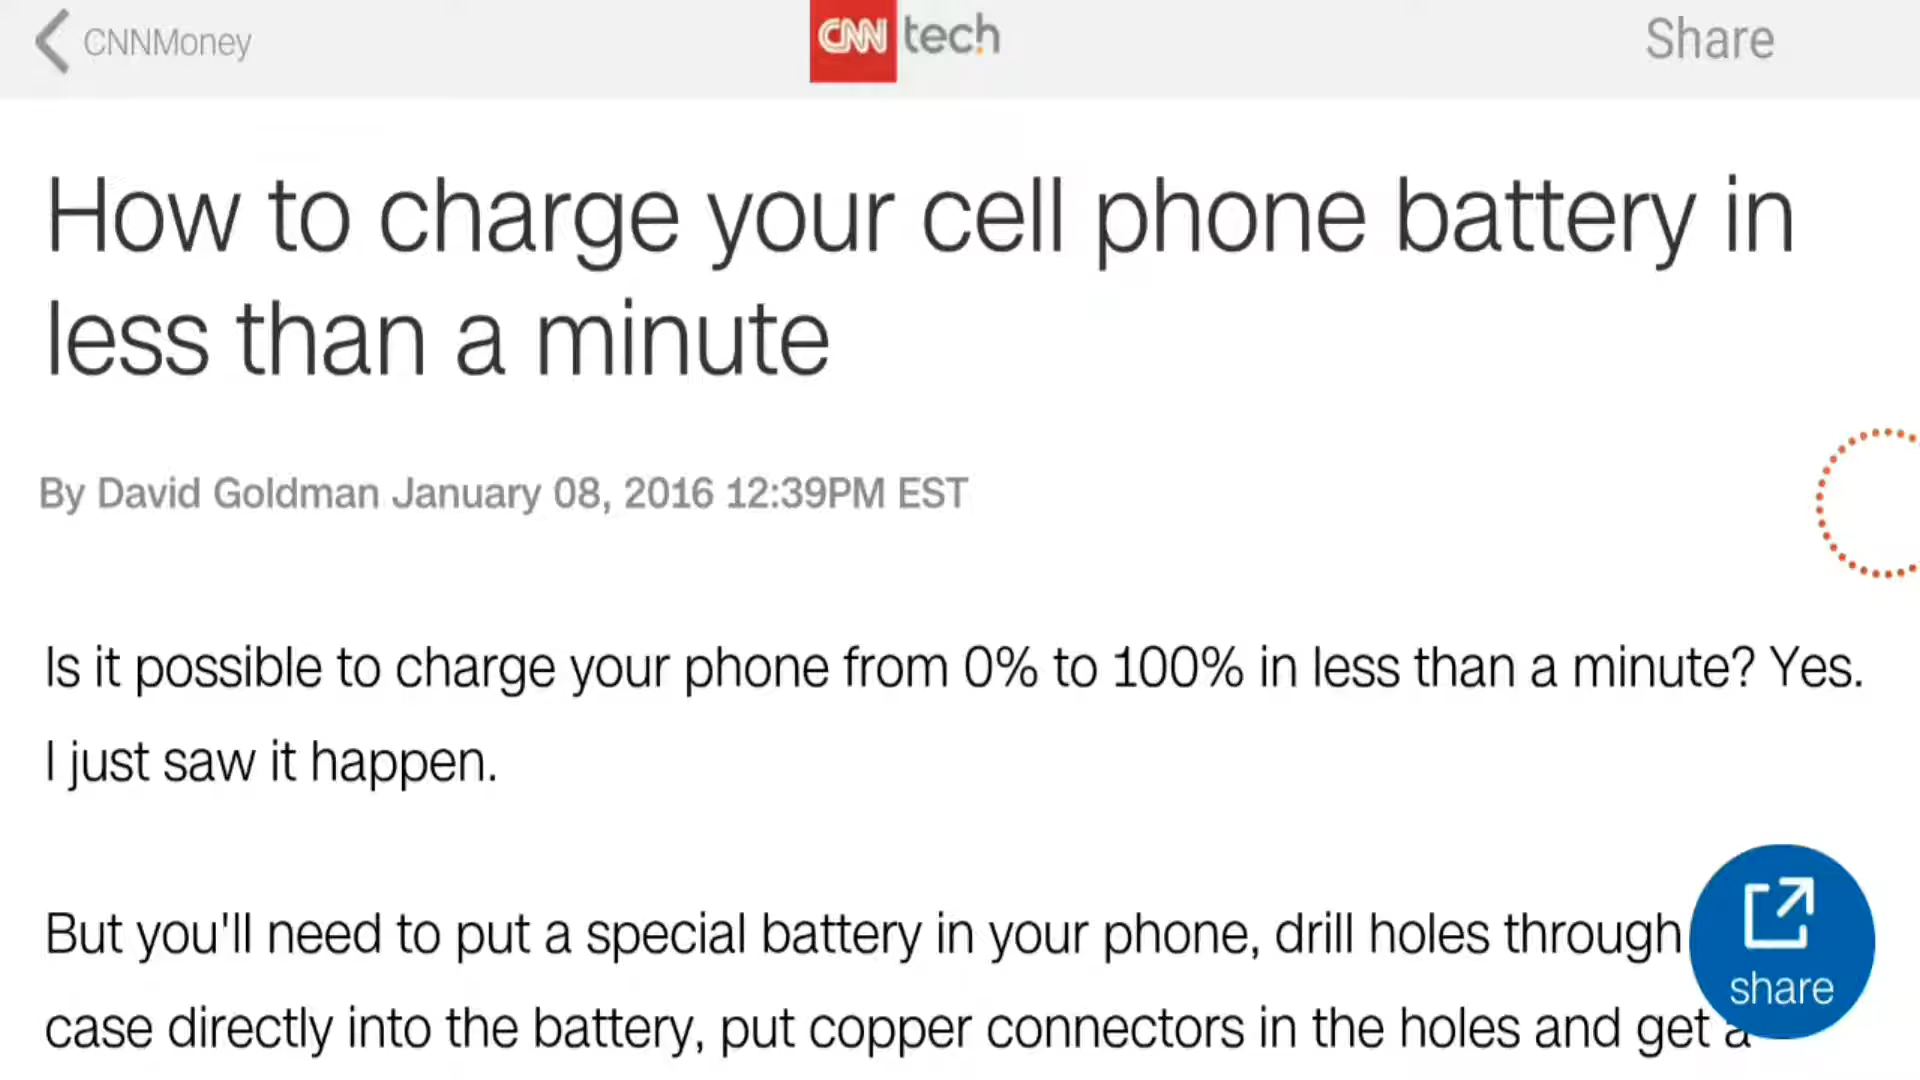 CNNMoney
CNN tech
Share
How to charge your cell phone battery in
less than a minute
By David Goldman January 08, 2016 12:39PM EST
Is it possible to charge your phone from 0% to 100% in less than a minute? Yes.
I just saw it happen.
But you'll need to put a special battery in your phone, drill holes through
case directly into the battery, put copper connectors in the holes and get a
share